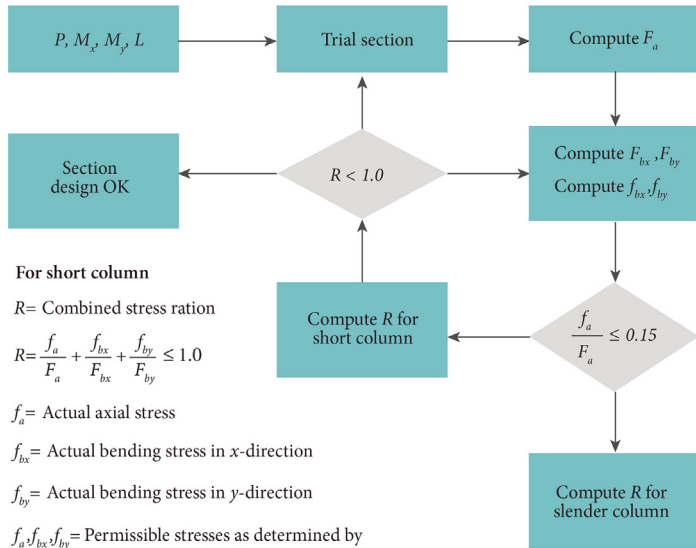 P, Mx, My, L
Trial section
Compute Fa
Section
design OK
R < 1.0
Compute Fbx ,Fby
Compute fbx,fby
For short column
R= Combined stress ration
R= fa/Fa + fbx/Fbx + fby/Fby ≤ 1.0
Compute R for
short column
fa/Fa ≤ 0.15
fa= Actual axial stress
fbx= Actual bending stress in x-direction
fby= Actual bending stress in y-direction
fa,fbx,fby= Permissible stresses as determined by
Compute R for
slender column